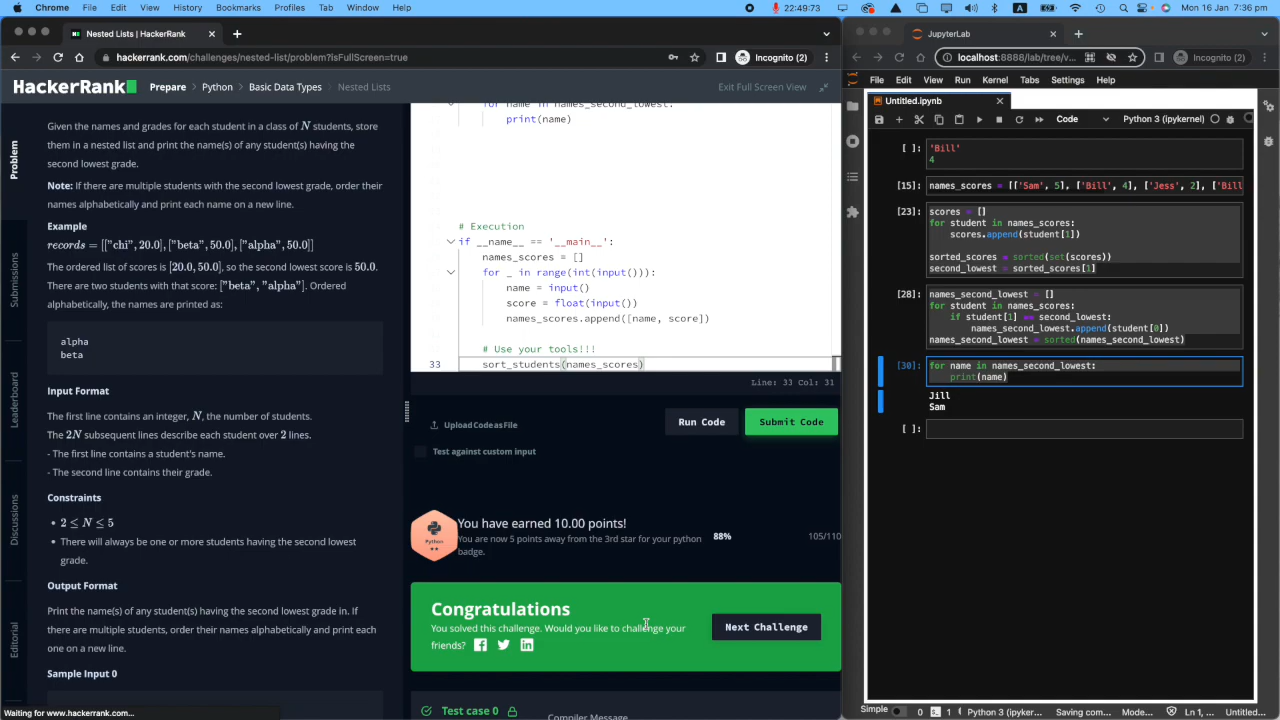 Chrome File Edit View History Bookmarks Profiles Tab Window Help 22:49:73 Mon 16 Jan 7:36 pm
Nested Lists | HackerRank
hackerrank.com/challenges/nested-list/problem?isFullScreen=true Incognito (2)
HackerRank Prepare Python Basic Data Types Nested Lists Exit Full Screen View
Problem
Submissions
Leaderboard
Discussions
Editorial
Given the names and grades for each student in a class of N students, store
them in a nested list and print the name(s) of any student(s) having the
second lowest grade.
Note: If there are multiple students with the second lowest grade, order their
names alphabetically and print each name on a new line.
Example
records = [["chi", 20.0], ["beta", 50.0], ["alpha", 50.0]]
The ordered list of scores is [20.0, 50.0], so the second lowest score is 50.0.
There are two students with that score: ["beta", "alpha"]. Ordered
alphabetically, the names are printed as:
alpha
beta
Input Format
The first line contains an integer, N, the number of students.
The 2N subsequent lines describe each student over 2 lines.
- The first line contains a student's name.
- The second line contains their grade.
Constraints
• 2 ≤ N ≤ 5
• There will always be one or more students having the second lowest
grade.
Output Format
Print the name(s) of any student(s) having the second lowest grade in. If
there are multiple students, order their names alphabetically and print each
one on a new line.
Sample Input 0
Waiting for www.hackerrank.com...
for name in names_second_lowest:
print(name)
# Execution
if __name__ == '__main__':
names_scores = []
for _ in range(int(input())):
name = input()
score = float(input())
names_scores.append([name, score])
# Use your tools!!!
33 sort_students(names_scores)
Line: 33 Col: 31
Upload Code as File Run Code Submit Code
Test against custom input
You have earned 10.00 points!
You are now 5 points away from the 3rd star for your python
badge.
88% 105/110
Python
Congratulations
You solved this challenge. Would you like to challenge your
friends?
Next Challenge
Test case 0
Compiler Message
JupyterLab
localhost:8888/lab/tree/v... Incognito (2)
File Edit View Run Kernel Tabs Settings Help
Untitled.ipynb
Code Python 3 (ipykernel)
[ ]: 'Bill'
4
[15]: names_scores = [['Sam', 5], ['Bill', 4], ['Jess', 2], ['Bill
[23]: scores = []
for student in names_scores:
scores.append(student[1])
sorted_scores = sorted(set(scores))
second_lowest = sorted_scores[1]
[28]: names_second_lowest = []
for student in names_scores:
if student[1] == second_lowest:
names_second_lowest.append(student[0])
names_second_lowest = sorted(names_second_lowest)
[30]: for name in names_second_lowest:
print(name)
Jill
Sam
[ ]:
Simple 0 1 Python 3 (ipykernel) Saving com... Mode... Ln 1, ... Untitled...